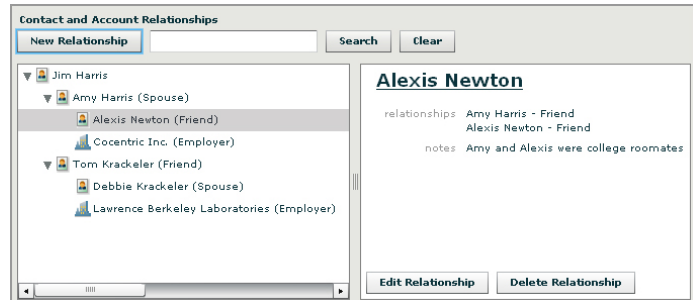 Contact and Account Relationships
New Relationship
Search
Clear
Jim Harris
Amy Harris (Spouse)
Alexis Newton (Friend)
Cocentric Inc. (Employer)
Tom Krackeler (Friend)
Debbie Krackeler (Spouse)
Lawrence Berkeley Laboratories (Employer)
Alexis Newton
relationships Amy Harris - Friend
Alexis Newton - Friend
notes Amy and Alexis were college roomates
Edit Relationship
Delete Relationship